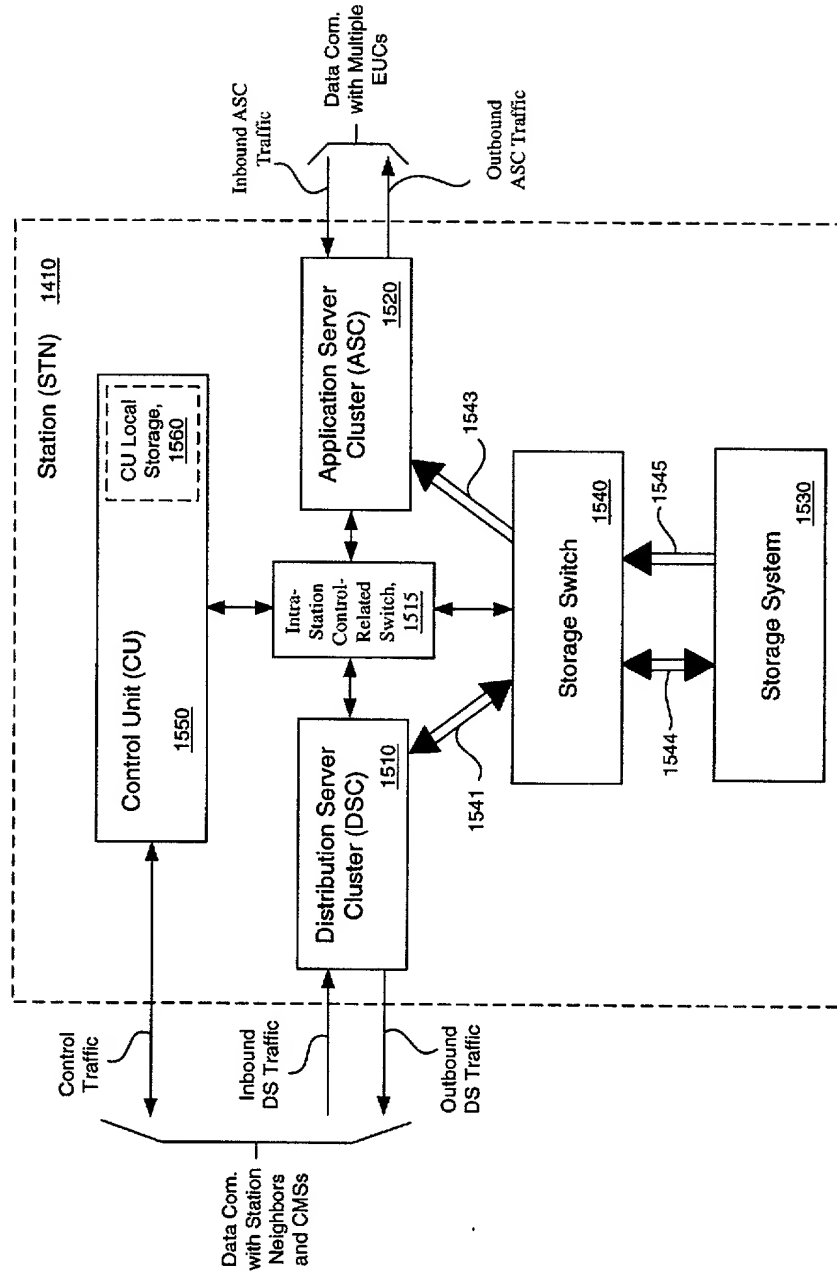 Station (STN)
1410
Control Unit (CU)
1550
CU Local
Storage,
1560
Control
Traffic
Data Com.
with Station
Neighbors
and CMSs
Inbound
DS Traffic
Outbound
DS Traffic
Distribution Server
Cluster (DSC)
1510
Intra-
Station
Control-
Related
Switch,
1515
Application Server
Cluster (ASC)
1520
Inbound ASC
Traffic
Data Com.
with Multiple
EUCs
Outbound
ASC Traffic
1541
1543
Storage Switch
1540
1544
1545
Storage System
1530